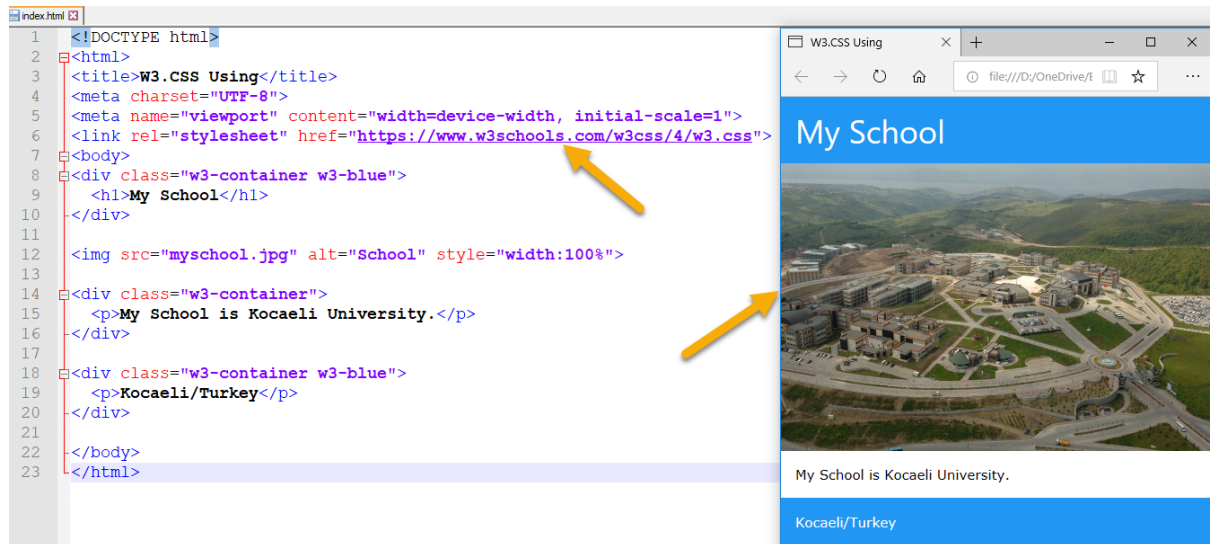 index.html
1 <!DOCTYPE html>
2 <html>
3 <title>W3.CSS Using</title>
4 <meta charset="UTF-8">
5 <meta name="viewport" content="width=device-width, initial-scale=1">
6 <link rel="stylesheet" href="https://www.w3schools.com/w3css/4/w3.css">
7 <body>
8 <div class="w3-container w3-blue">
9 <h1>My School</h1>
10 </div>
11
12 <img src="myschool.jpg" alt="School" style="width:100%">
13
14 <div class="w3-container">
15 <p>My School is Kocaeli University.</p>
16 </div>
17
18 <div class="w3-container w3-blue">
19 <p>Kocaeli/Turkey</p>
20 </div>
21
22 </body>
23 </html>
W3.CSS Using
file:///D:/OneDrive/E
My School
My School is Kocaeli University.
Kocaeli/Turkey